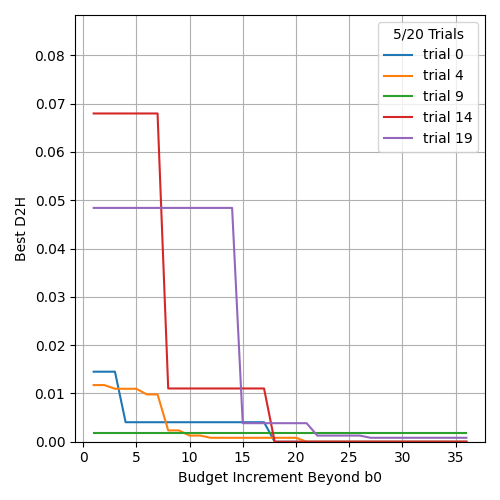 5/20 Trials
trial 0
trial 4
trial 9
trial 14
trial 19
0.08
0.07
0.06
0.05
0.04
0.03
0.02
0.01
0.00
Best D2H
0 5 10 15 20 25 30 35
Budget Increment Beyond b0